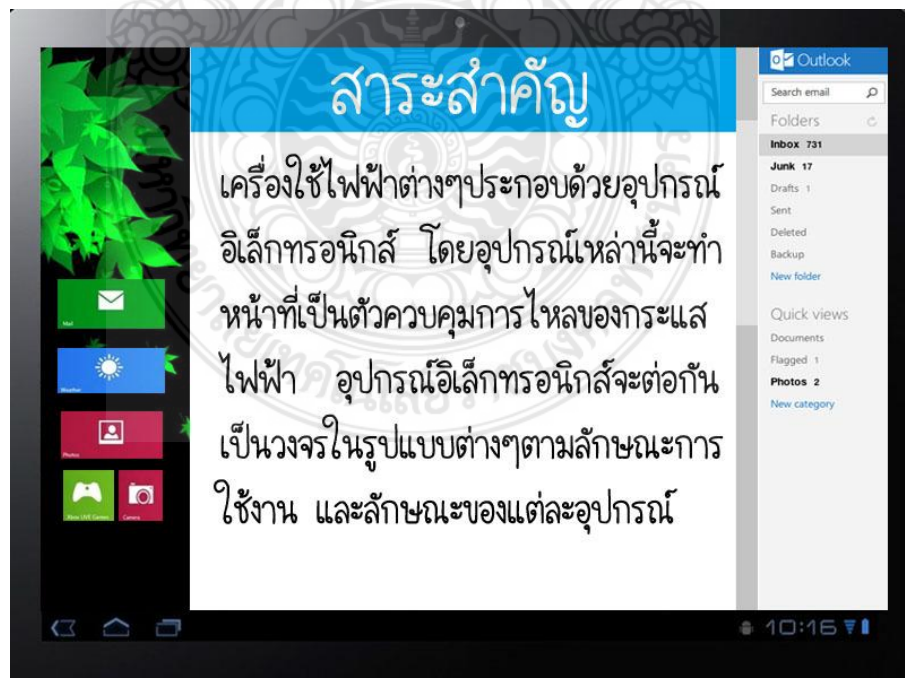 สาระสำคัญ
เครื่องใช้ไฟฟ้าต่างๆประกอบด้วยอุปกรณ์
อิเล็กทรอนิกส์ โดยอุปกรณ์เหล่านี้จะทำ
หน้าที่เป็นตัวควบคุมการไหลของกระแส
ไฟฟ้า อุปกรณ์อิเล็กทรอนิกส์จะต่อกัน
เป็นวงจรในรูปแบบต่างๆตามลักษณะการ
ใช้งาน และลักษณะของแต่ละอุปกรณ์
Mail
Weather
Photos
Xbox LIVE Games
Camera
Outlook
Search email
Folders
Inbox 731
Junk 17
Drafts 1
Sent
Deleted
Backup
New folder
Quick views
Documents
Flagged 1
Photos 2
New category
10:16